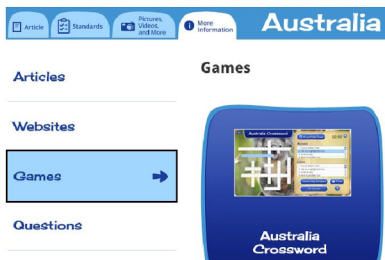 Article
Standards
Pictures,
Videos,
and More
More
Information
Australia
Articles
Websites
Games
Questions
Games
Australia Crossword
Australia
Crossword